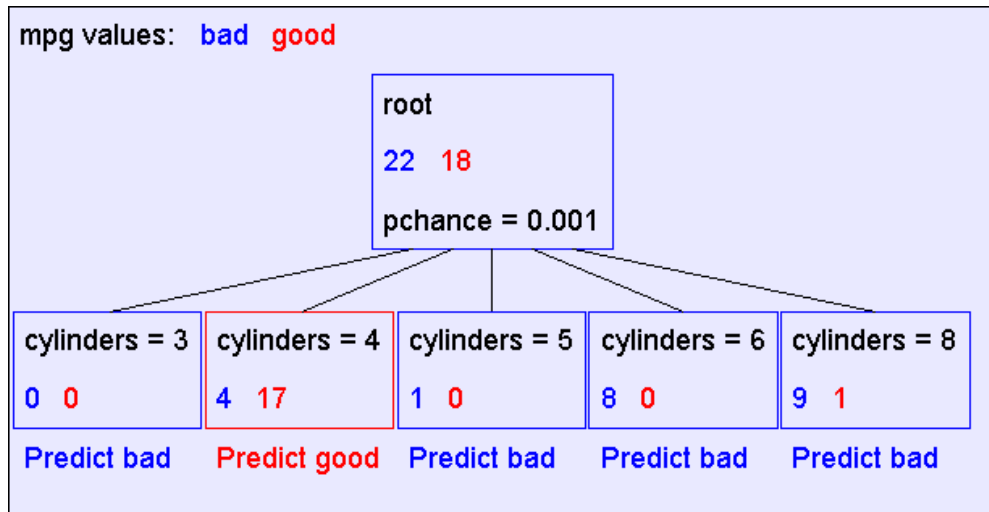 mpg values: bad good
root
22 18
pchance = 0.001
cylinders = 3
0 0
Predict bad
cylinders = 4
4 17
Predict good
cylinders = 5
1 0
Predict bad
cylinders = 6
8 0
Predict bad
cylinders = 8
9 1
Predict bad